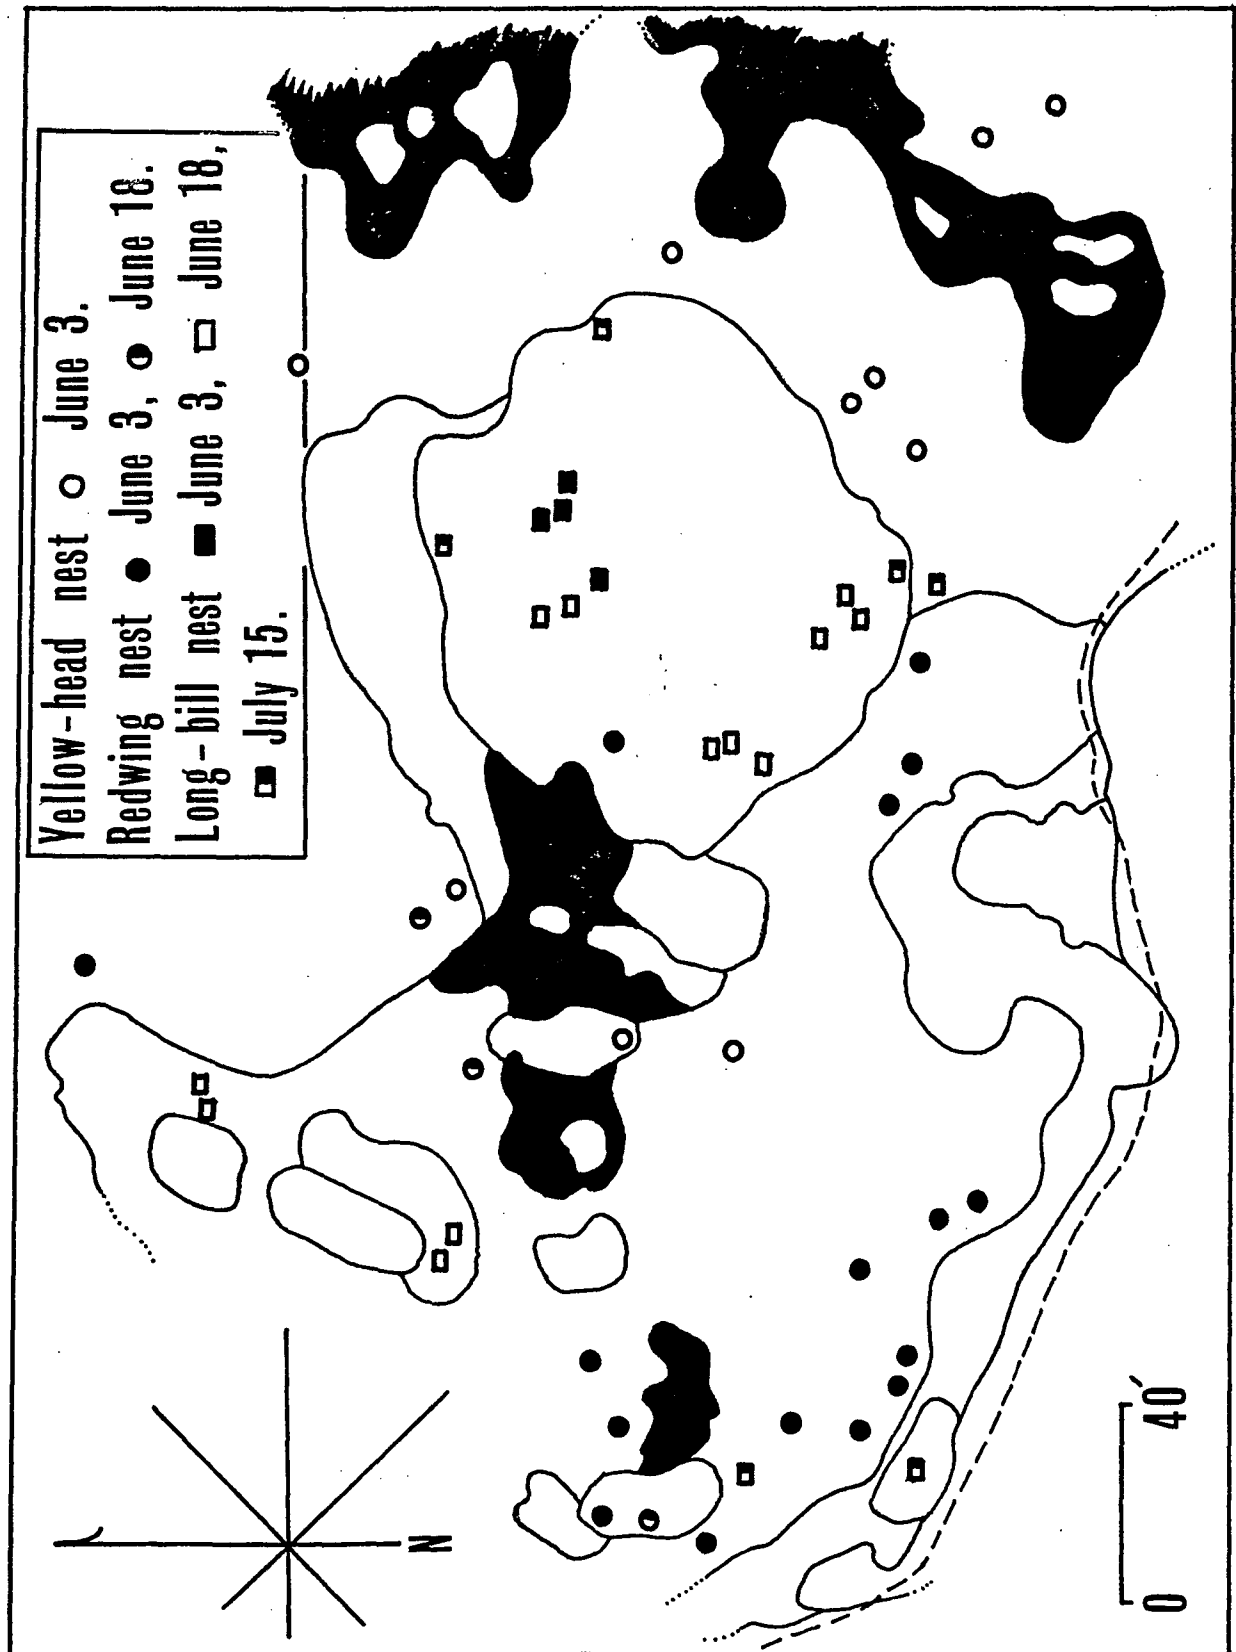 Yellow-head nest ○ June 3.
Redwing nest ● June 3, ◓ June 18.
Long-bill nest ■ June 3, □ June 18,
⬓ July 15.
N
0 40'